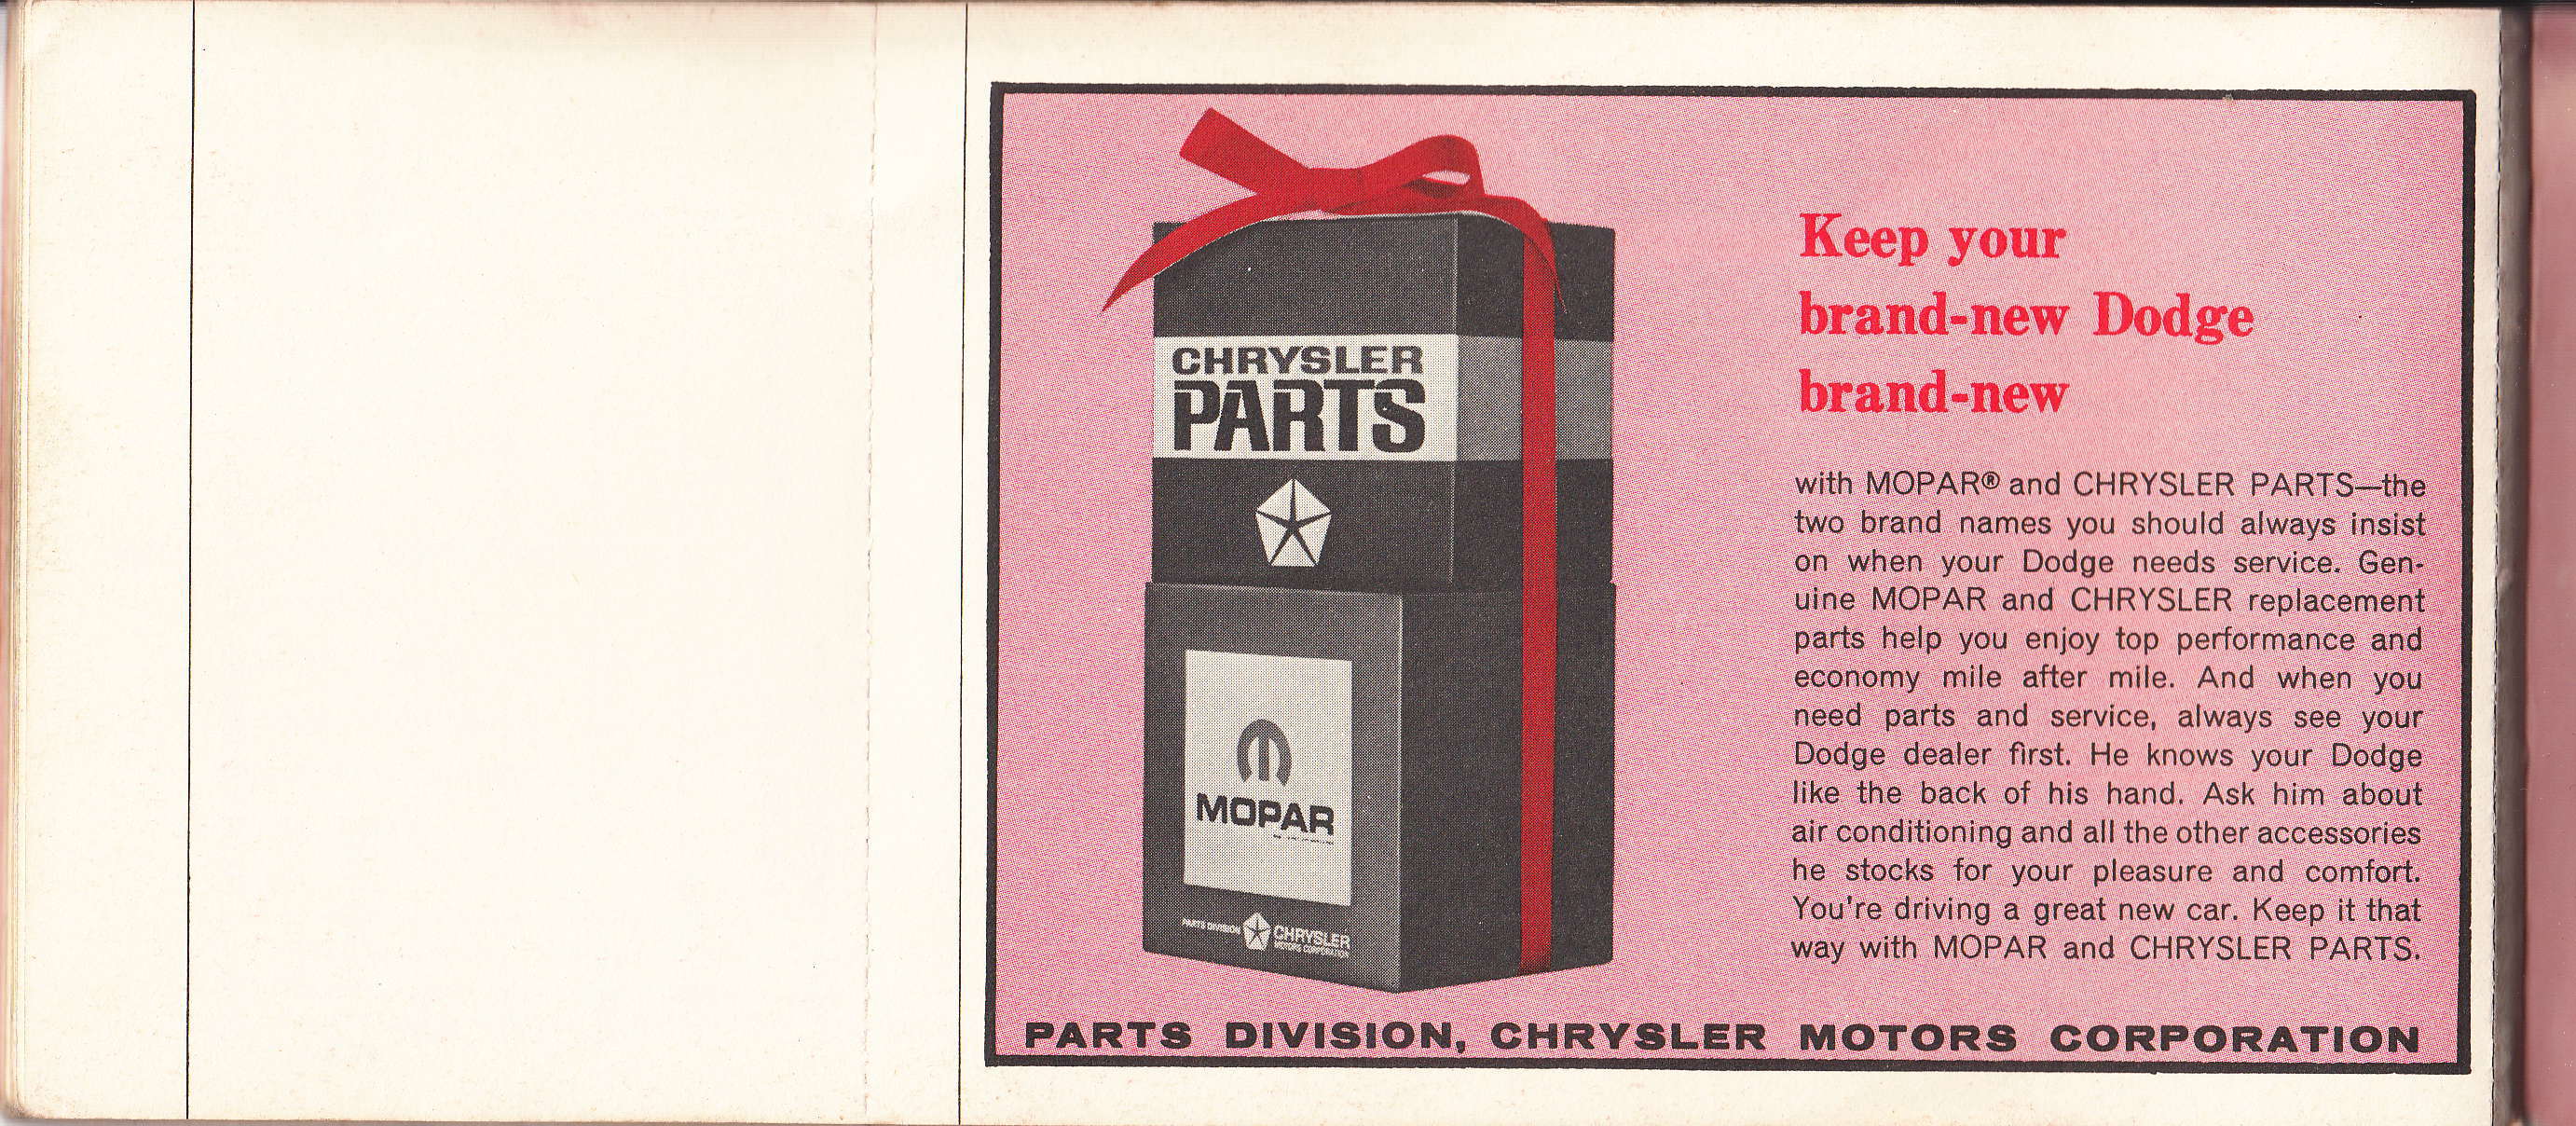 CHRYSLER
PARTS
MOPAR
PARTS DIVISION CHRYSLER
MOTORS CORPORATION
Keep your
brand-new Dodge
brand-new
with MOPAR® and CHRYSLER PARTS—the
two brand names you should always insist
on when your Dodge needs service. Gen-
uine MOPAR and CHRYSLER replacement
parts help you enjoy top performance and
economy mile after mile. And when you
need parts and service, always see your
Dodge dealer first. He knows your Dodge
like the back of his hand. Ask him about
air conditioning and all the other accessories
he stocks for your pleasure and comfort.
You're driving a great new car. Keep it that
way with MOPAR and CHRYSLER PARTS.
PARTS DIVISION, CHRYSLER MOTORS CORPORATION